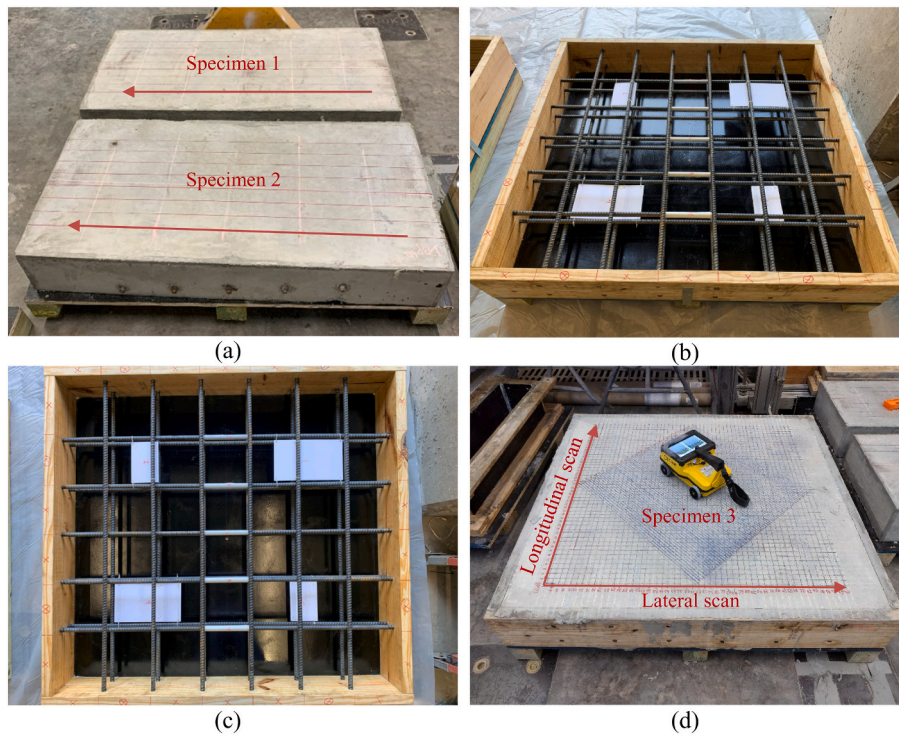 Specimen 1
Specimen 2
(a)
(b)
(c)
Longitudinal scan
Specimen 3
Lateral scan
(d)